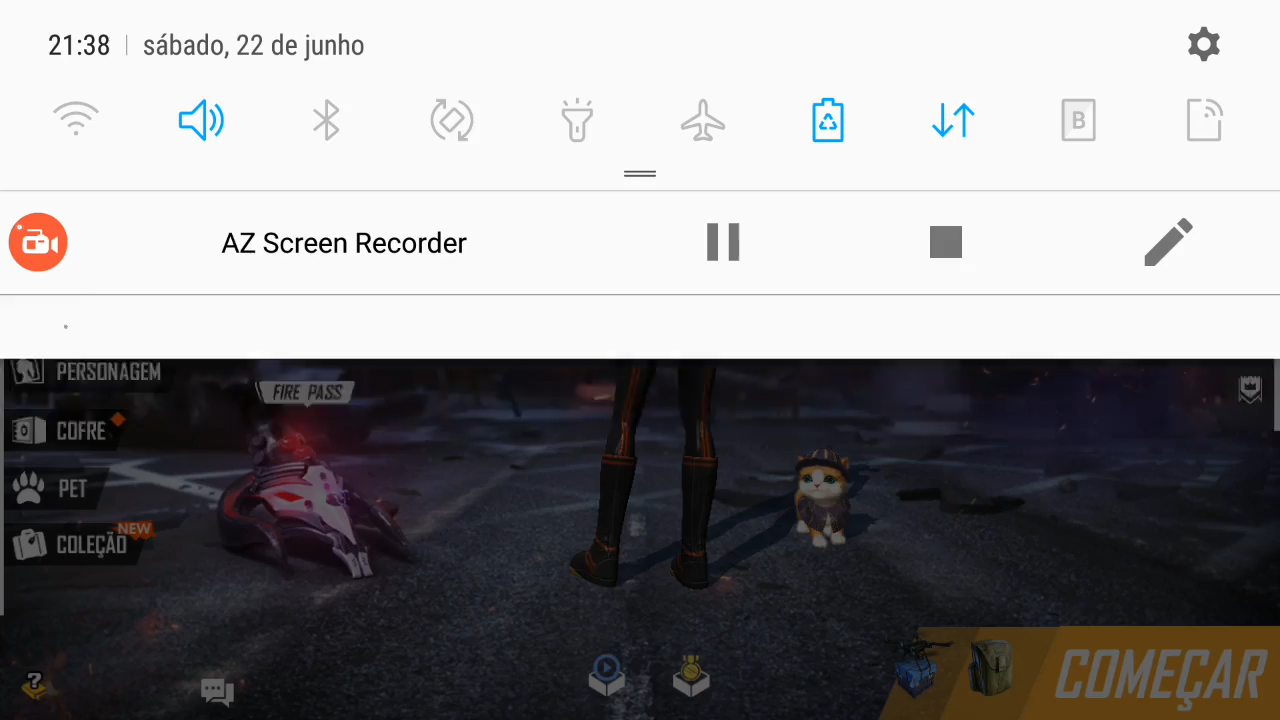 21:38 | sábado, 22 de junho
B
AZ Screen Recorder
PERSONAGEM
FIRE PASS
COFRE
PET
NEW
COLEÇÃO
?
COMEÇAR